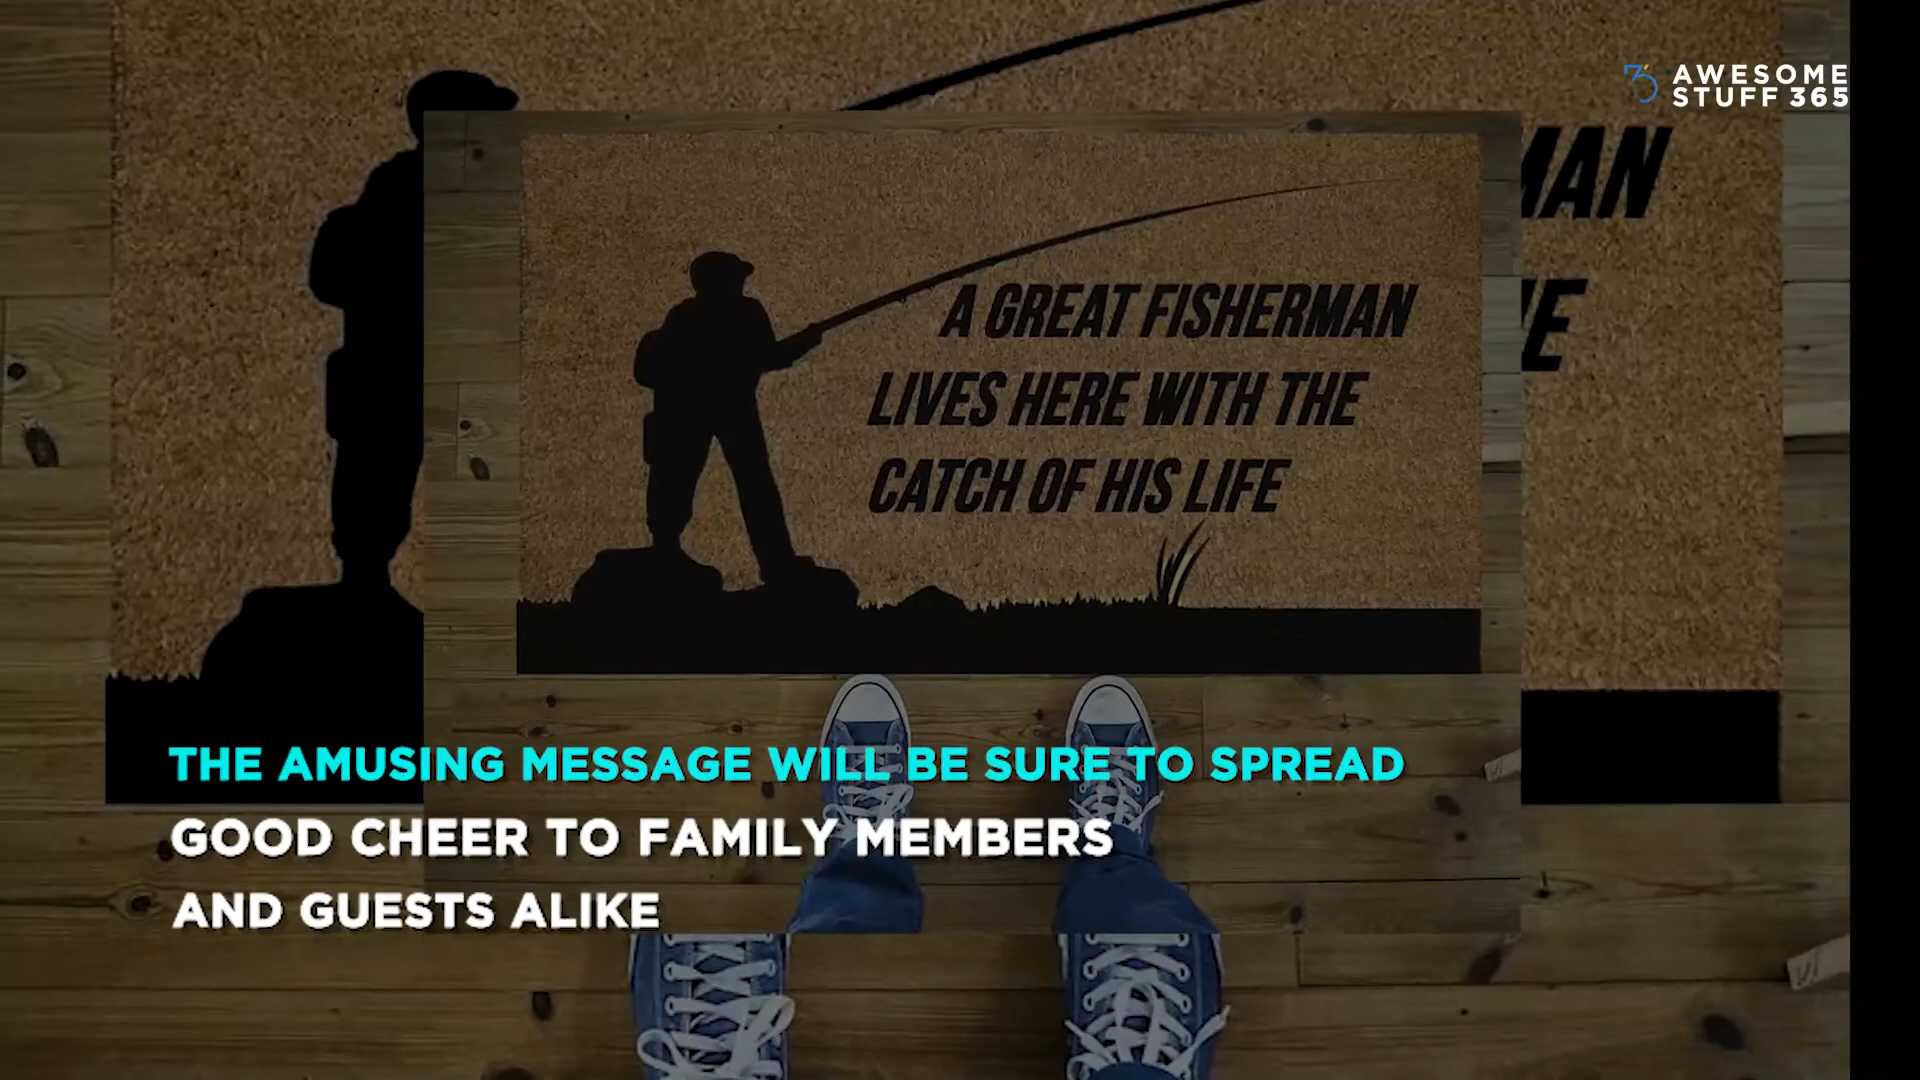 AWESOME
STUFF 365
A GREAT FISHERMAN
LIVES HERE WITH THE
CATCH OF HIS LIFE
THE AMUSING MESSAGE WILL BE SURE TO SPREAD
GOOD CHEER TO FAMILY MEMBERS
AND GUESTS ALIKE